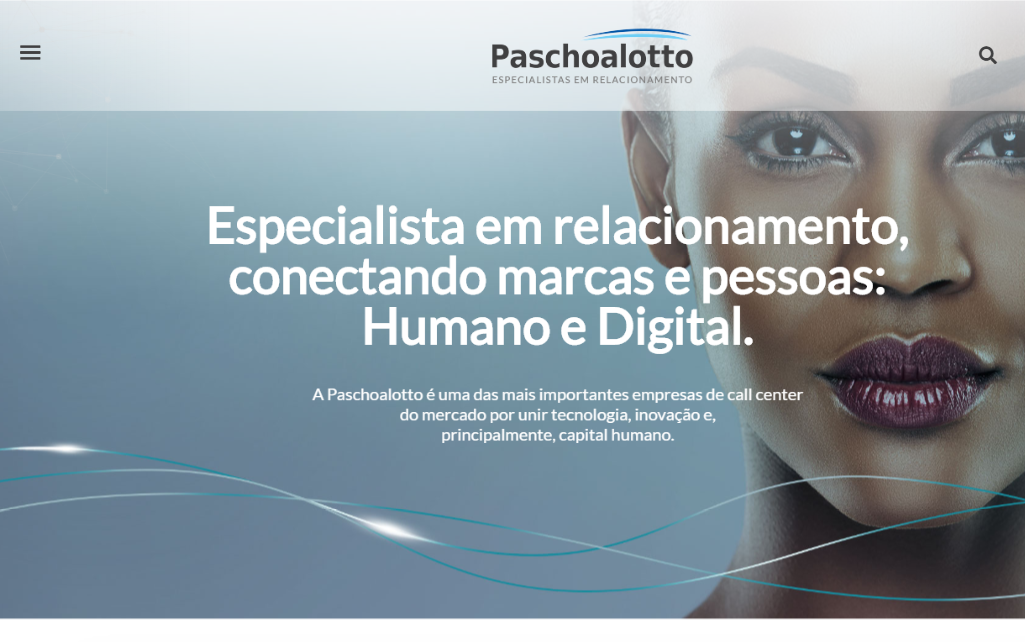 Paschoalotto
ESPECIALISTAS EM RELACIONAMENTO
Especialista em relacionamento,
conectando marcas e pessoas:
Humano e Digital.
A Paschoalotto é uma das mais importantes empresas de call center
do mercado por unir tecnologia, inovação e,
principalmente, capital humano.